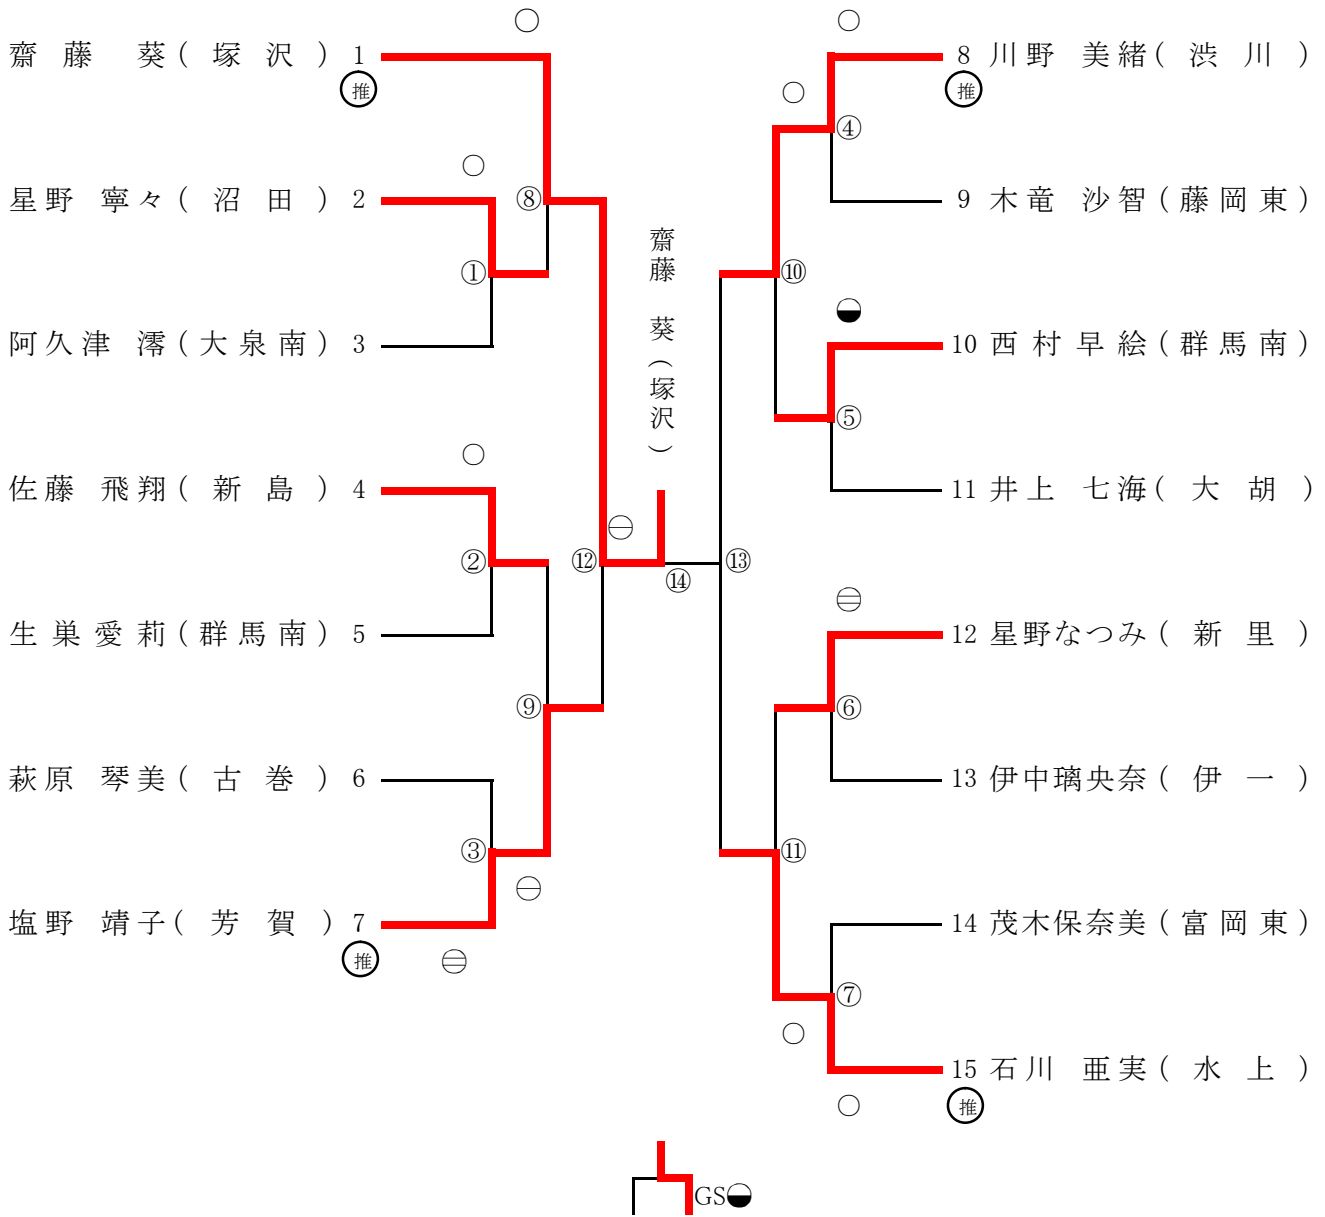 齋藤 葵(塚沢) 1
推
星野 寧々(沼田) 2
阿久津 澪(大泉南) 3
佐藤 飛翔(新島) 4
生巣愛莉(群馬南) 5
萩原 琴美(古巻) 6
塩野 靖子(芳賀) 7
推
⑧
①
②
⑨
③
⑫
齋藤 葵(塚沢)
⑭
⑬
④
⑩
⑤
⑥
⑪
⑦
8 川野 美緒(渋川)
推
9 木竜 沙智(藤岡東)
10 西村早絵(群馬南)
11 井上 七海(大胡)
12 星野なつみ(新里)
13 伊中璃央奈(伊一)
14 茂木保奈美(富岡東)
15 石川 亜実(水上)
推
GS